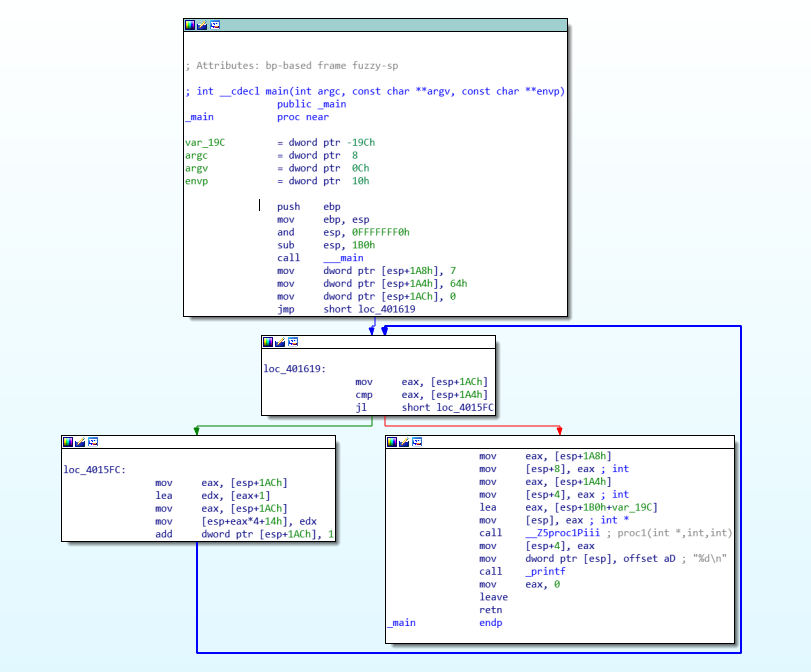 ; Attributes: bp-based frame fuzzy-sp
; int __cdecl main(int argc, const char **argv, const char **envp)
public _main
_main proc near
var_19C = dword ptr -19Ch
argc = dword ptr 8
argv = dword ptr 0Ch
envp = dword ptr 10h
push ebp
mov ebp, esp
and esp, 0FFFFFFF0h
sub esp, 1B0h
call ___main
mov dword ptr [esp+1A8h], 7
mov dword ptr [esp+1A4h], 64h
mov dword ptr [esp+1ACh], 0
jmp short loc_401619
loc_401619:
mov eax, [esp+1ACh]
cmp eax, [esp+1A4h]
jl short loc_4015FC
loc_4015FC:
mov eax, [esp+1ACh]
lea edx, [eax+1]
mov eax, [esp+1ACh]
mov [esp+eax*4+14h], edx
add dword ptr [esp+1ACh], 1
mov eax, [esp+1A8h]
mov [esp+8], eax ; int
mov eax, [esp+1A4h]
mov [esp+4], eax ; int
lea eax, [esp+1B0h+var_19C]
mov [esp], eax ; int *
call __Z5proc1Piii ; proc1(int *,int,int)
mov [esp+4], eax
mov dword ptr [esp], offset aD ; "%d\n"
call _printf
mov eax, 0
leave
retn
_main endp